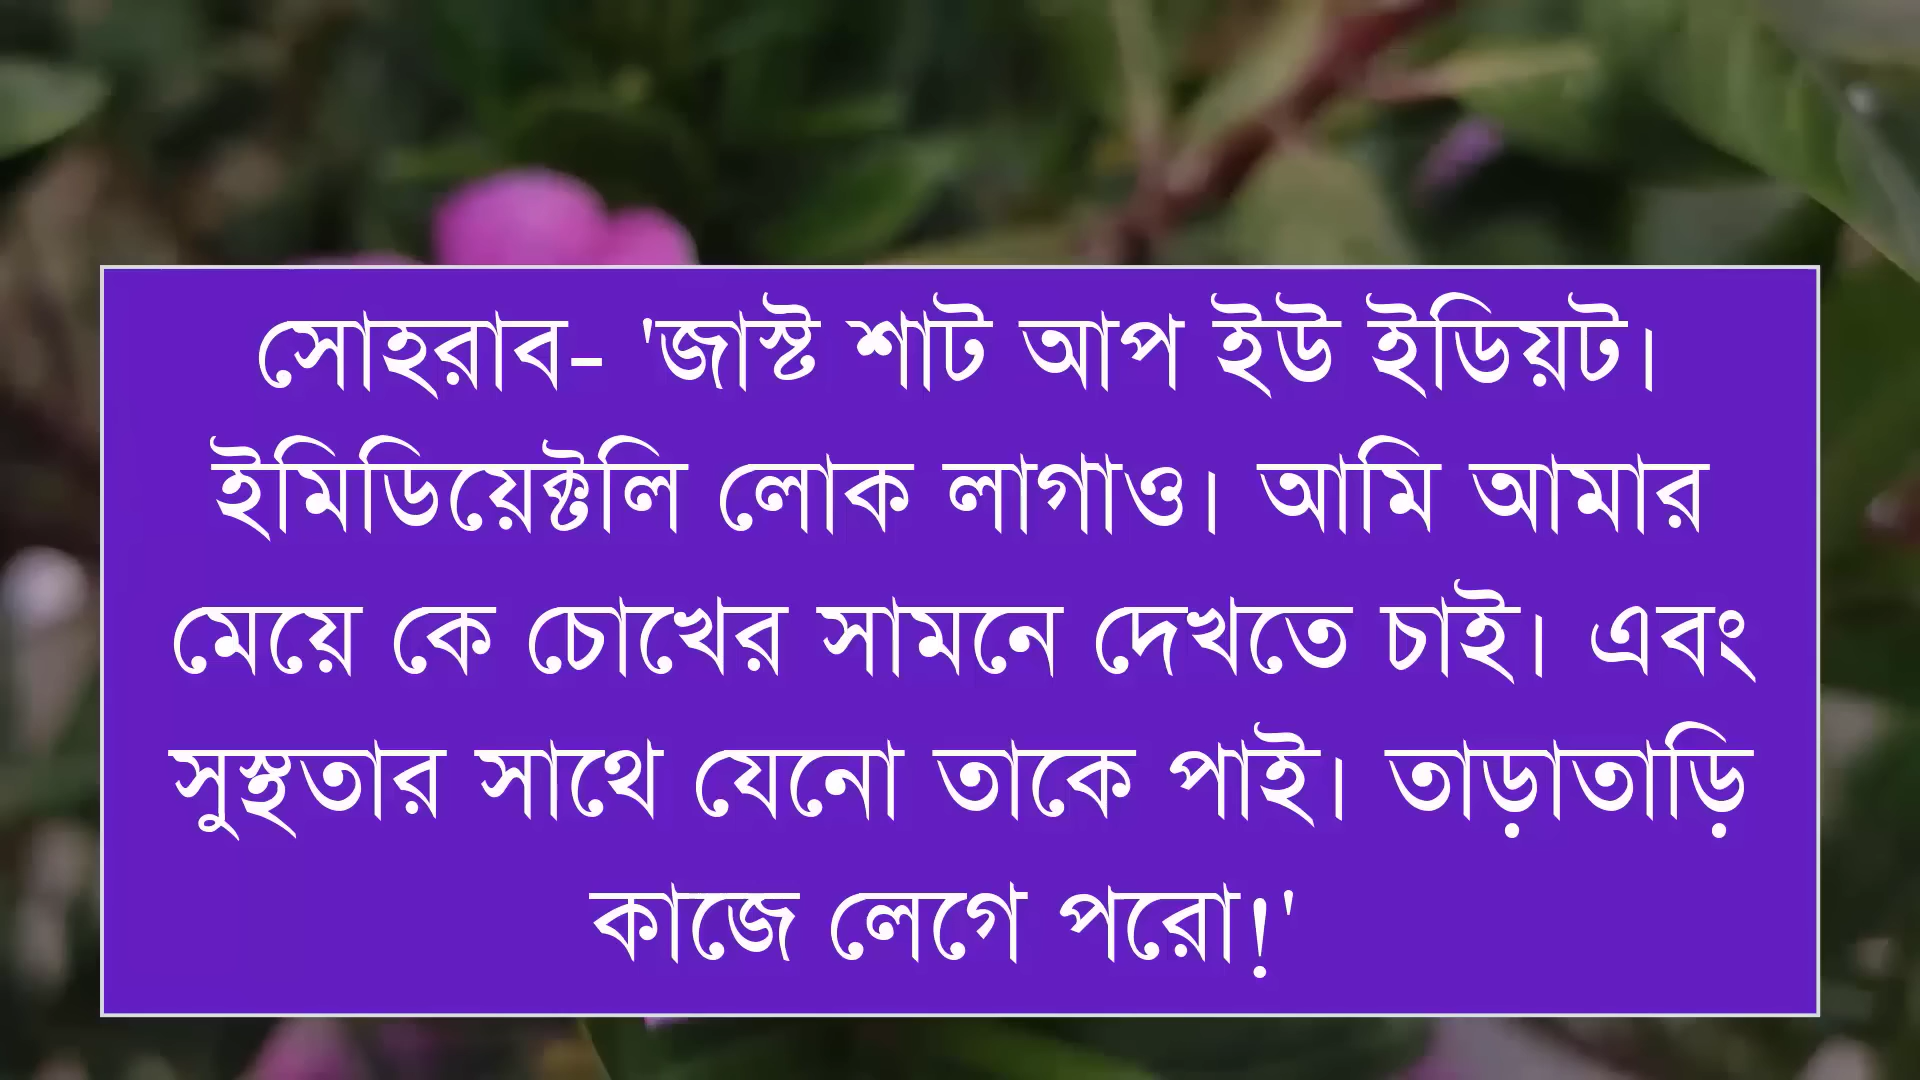 সোহরাব- 'জাস্ট শাট আপ ইউ ইডিয়ট।
ইমিডিয়েক্টলি লোক লাগাও। আমি আমার
মেয়ে কে চোখের সামনে দেখতে চাই। এবং
সুস্থতার সাথে যেনো তাকে পাই। তাড়াতাড়ি
কাজে লেগে পরো!'